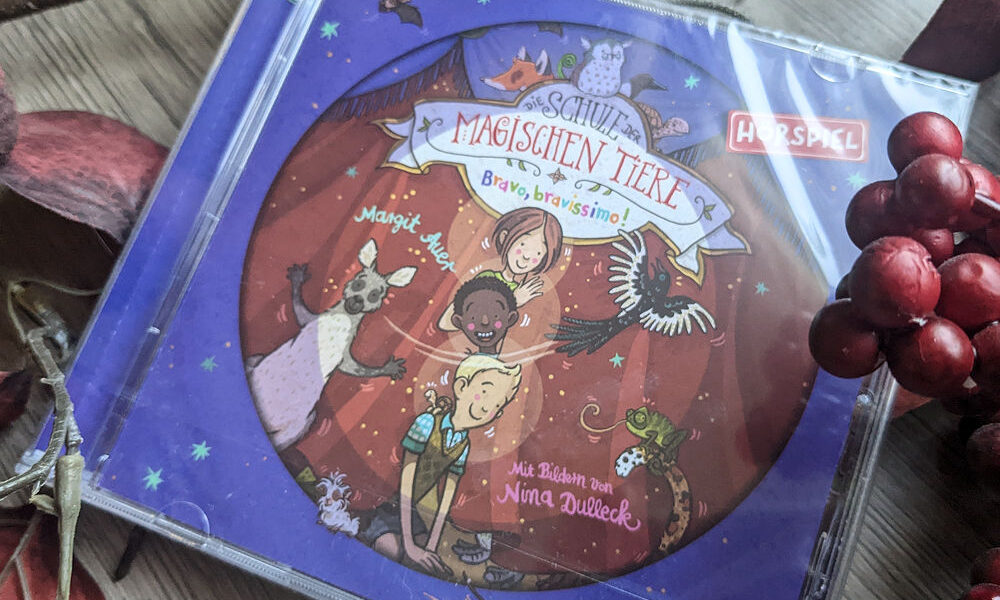 DIE SCHULE DER
MAGISCHEN TIERE
Bravo, bravissimo!
HÖRSPIEL
Margit Auer
Mit Bildern von
Nina Dulleck